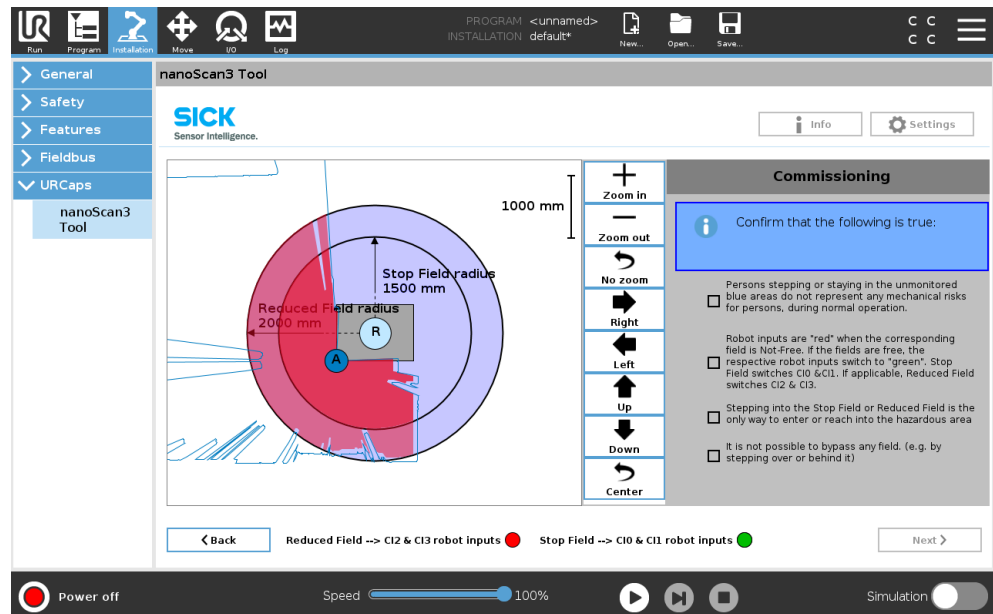 PROGRAM <unnamed>
INSTALLATION default*
UR
Run
Program
Installation
Move
I/O
Log
New...
Open...
Save...
C C
C C
General
Safety
Features
Fieldbus
URCaps
nanoScan3
Tool
nanoScan3 Tool
SICK
Sensor Intelligence.
i Info
Settings
1000 mm
Stop Field radius
1500 mm
Reduced Field radius
2000 mm
R
A
Zoom in
Zoom out
No zoom
Right
Left
Up
Down
Center
Commissioning
i
Confirm that the following is true:
Persons stepping or staying in the unmonitored
blue areas do not represent any mechanical risks
for persons, during normal operation.
Robot inputs are "red" when the corresponding
field is Not-Free. If the fields are free, the
respective robot inputs switch to "green". Stop
Field switches CI0 &CI1. If applicable, Reduced Field
switches CI2 & CI3.
Stepping into the Stop Field or Reduced Field is the
only way to enter or reach into the hazardous area
It is not possible to bypass any field. (e.g. by
stepping over or behind it)
Back
Reduced Field --> CI2 & CI3 robot inputs
Stop Field --> CI0 & CI1 robot inputs
Next
Power off
Speed
100%
Simulation